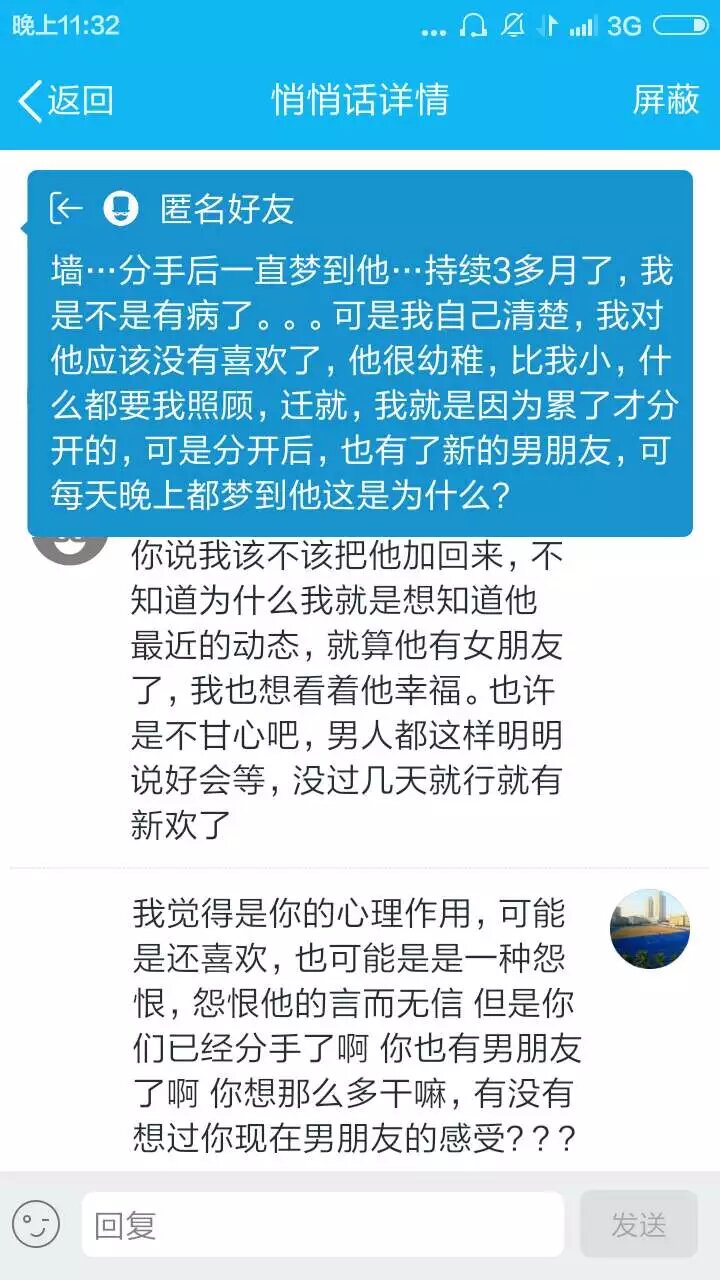 晚上11:32
3G
返回
悄悄话详情
屏蔽
匿名好友
墙…分手后一直梦到他…持续3多月了，我
是不是有病了。。。可是我自己清楚，我对
他应该没有喜欢了，他很幼稚，比我小，什
么都要我照顾，迁就，我就是因为累了才分
开的，可是分开后，也有了新的男朋友，可
每天晚上都梦到他这是为什么？
你说我该不该把他加回来，不
知道为什么我就是想知道他
最近的动态，就算他有女朋友
了，我也想看着他幸福。也许
是不甘心吧，男人都这样明明
说好会等，没过几天就行就有
新欢了
我觉得是你的心理作用，可能
是还喜欢，也可能是是一种怨
恨，怨恨他的言而无信 但是你
们已经分手了啊 你也有男朋友
了啊 你想那么多干嘛，有没有
想过你现在男朋友的感受？？？
回复
发送